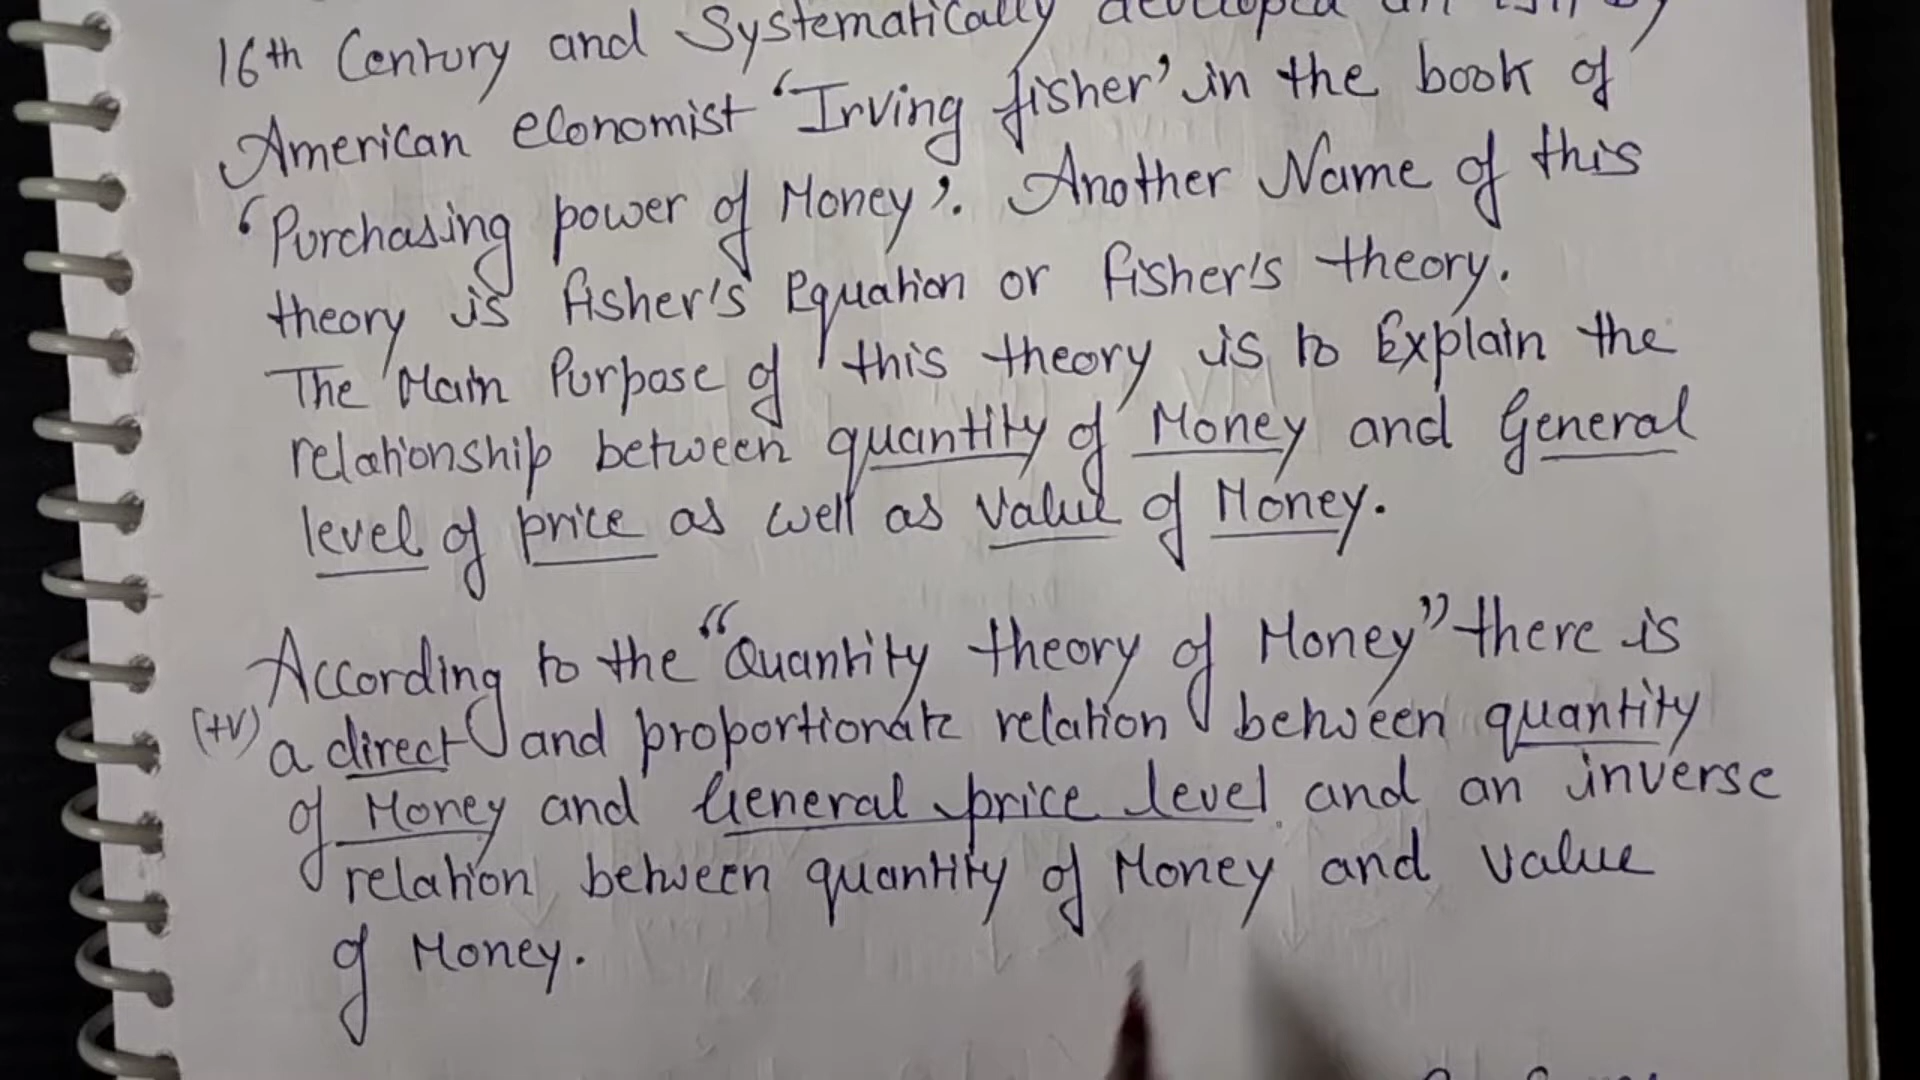 16th Century and Systematically developed in 1911 by
American economist 'Irving fisher' in the book of
'Purchasing power of Money'. Another Name of this
theory is fisher's Equation or fisher's theory.
The Main Purpose of this theory is to Explain the
relationship between quantity of Money and General
level of price as well as value of Money.
According to the "Quantity theory of Money" there is
(+v) a direct and proportionate relation between quantity
of Money and General price level and an inverse
relation between quantity of Money and value
of Money.